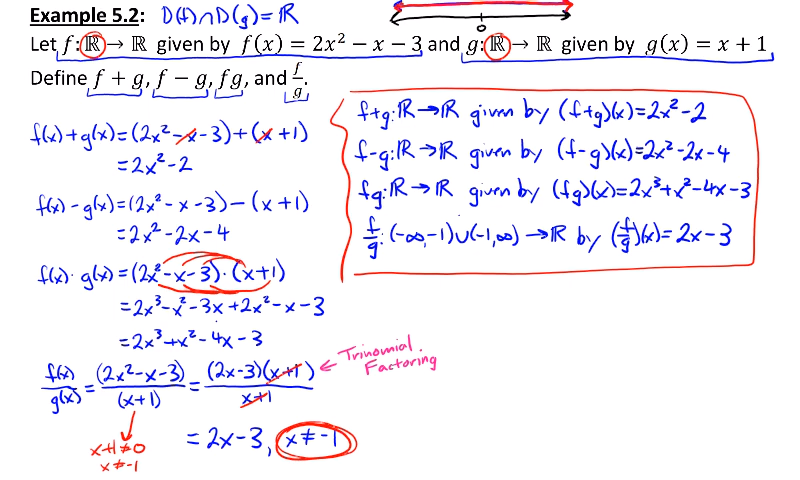 Example 5.2: D(f)∩D(g)=ℝ
0
Let f:ℝ→ ℝ given by f(x) = 2x² − x − 3 and g:ℝ→ ℝ given by g(x) = x + 1
Define f + g, f − g, fg, and f/g.
f(x)+g(x)=(2x²-x-3)+(x+1)
=2x²-2
f(x)-g(x)=(2x²-x-3)-(x+1)
=2x²-2x-4
f(x)·g(x)=(2x²-x-3)·(x+1)
=2x³-x²-3x+2x²-x-3
=2x³+x²-4x-3
f(x)/g(x)=(2x²-x-3)/(x+1)=(2x-3)(x+1)/x+1
← Trinomial Factoring
x+1≠0
x≠-1
=2x-3, x≠-1
f+g:ℝ→ℝ given by (f+g)(x)=2x²-2
f-g:ℝ→ℝ given by (f-g)(x)=2x²-2x-4
fg:ℝ→ℝ given by (fg)(x)=2x³+x²-4x-3
f/g:(-∞,-1)∪(-1,∞)→ℝ by (f/g)(x)=2x-3